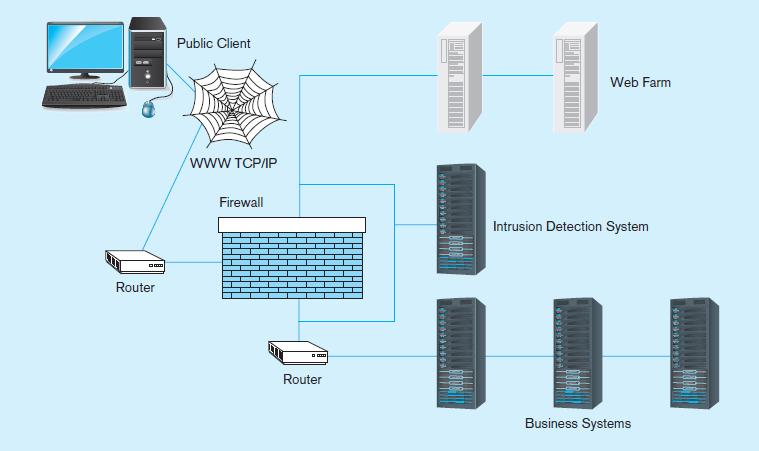 Public Client
Web Farm
WWW TCP/IP
Firewall
Intrusion Detection System
Router
Router
Business Systems